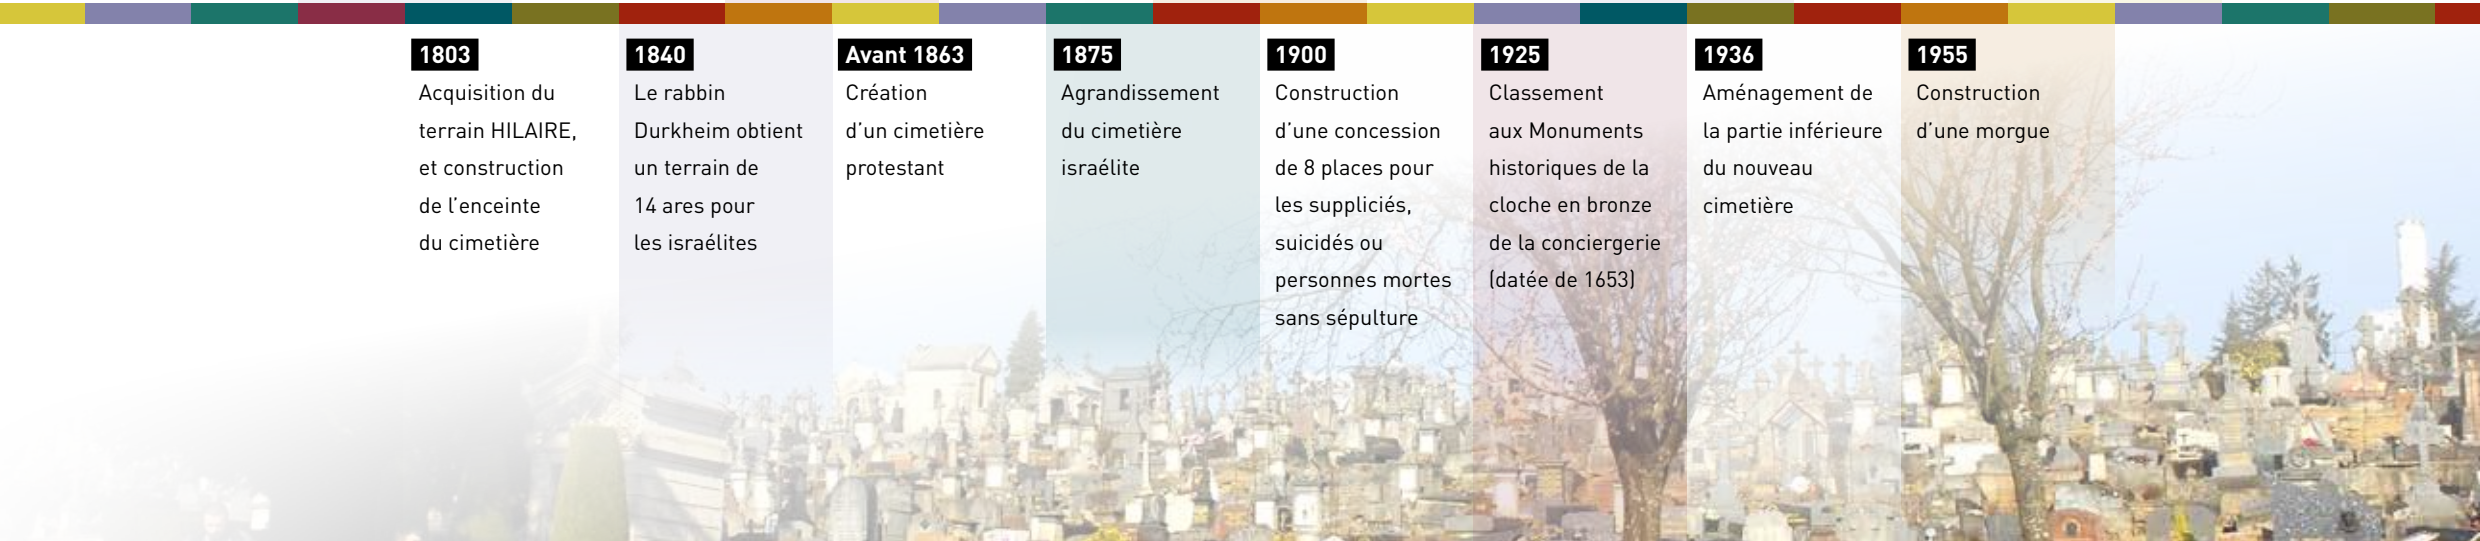 1803
Acquisition du
terrain HILAIRE,
et construction
de l'enceinte
du cimetière
1840
Le rabbin
Durkheim obtient
un terrain de
14 ares pour
les israélites
Avant 1863
Création
d'un cimetière
protestant
1875
Agrandissement
du cimetière
israélite
1900
Construction
d'une concession
de 8 places pour
les suppliciés,
suicidés ou
personnes mortes
sans sépulture
1925
Classement
aux Monuments
historiques de la
cloche en bronze
de la conciergerie
(datée de 1653)
1936
Aménagement de
la partie inférieure
du nouveau
cimetière
1955
Construction
d'une morgue